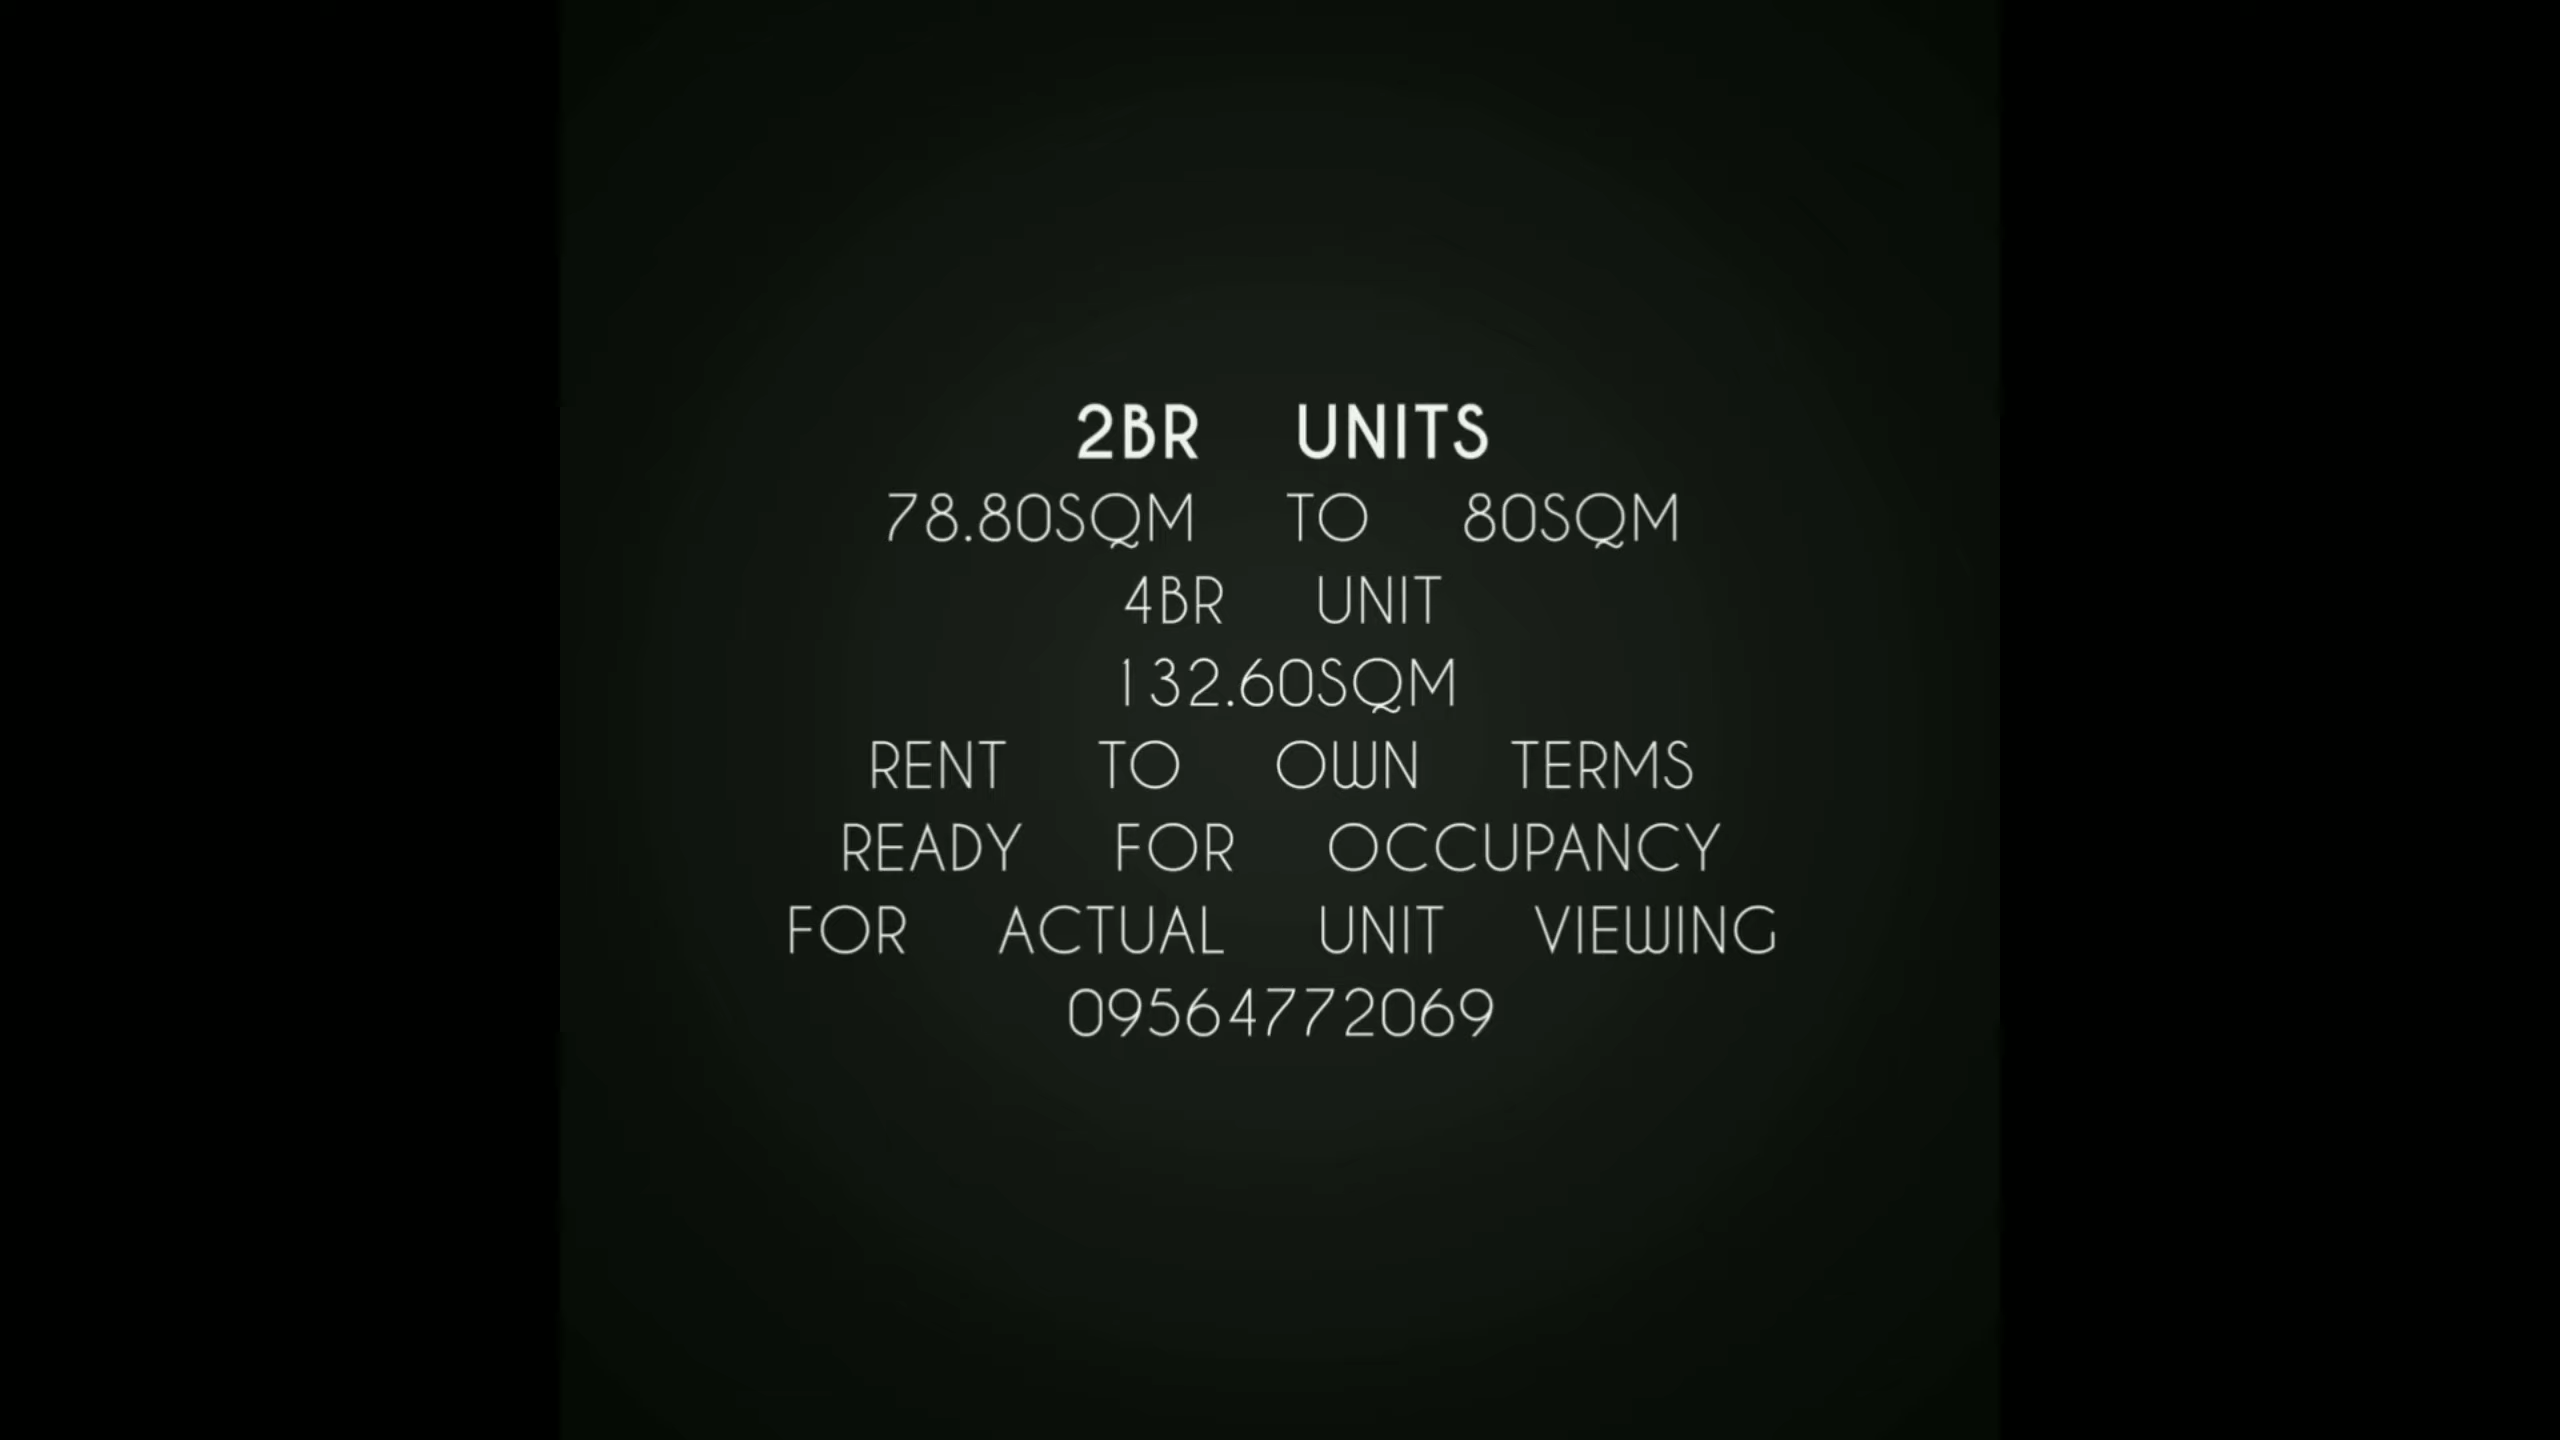 2BR UNITS
78.80SQM TO 80SQM
4BR UNIT
132.60SQM
RENT TO OWN TERMS
READY FOR OCCUPANCY
FOR ACTUAL UNIT VIEWING
09564772069